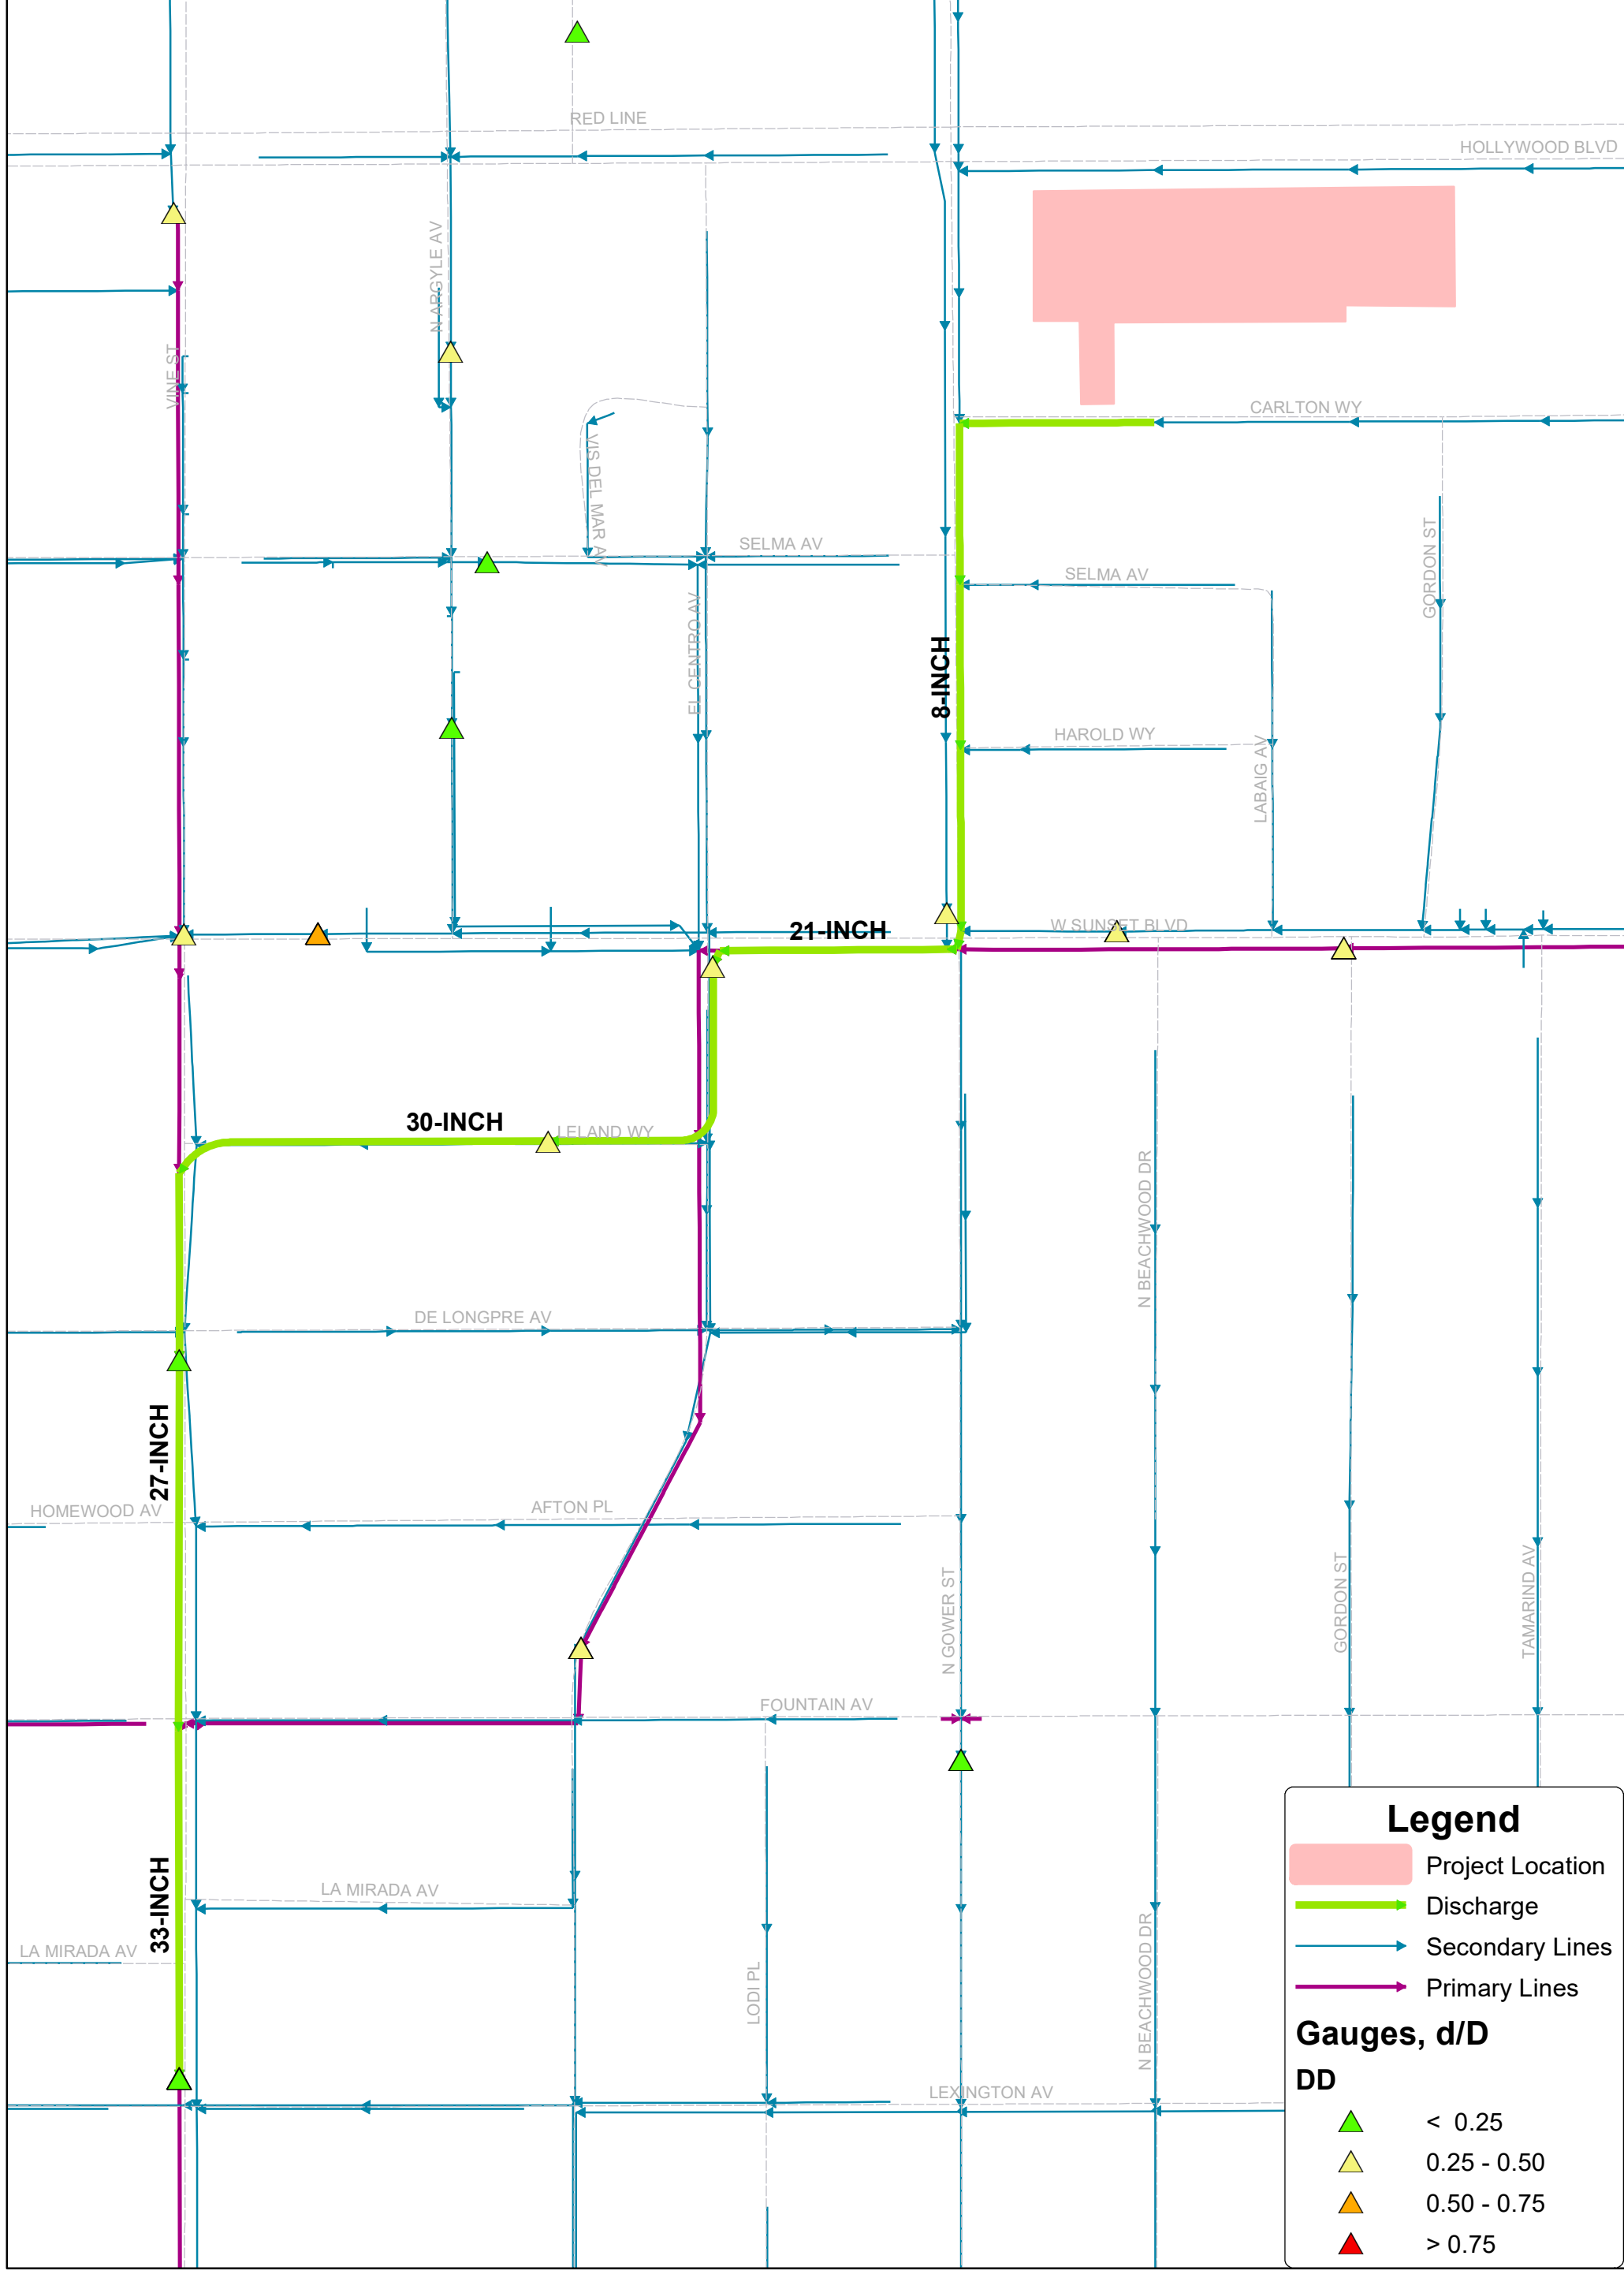 RED LINE
HOLLYWOOD BLVD
N ARGYLE AV
VINE ST
CARLTON WY
VIS DEL MAR AV
SELMA AV
SELMA AV
GORDON ST
EL CENTRO AV
8-INCH
HAROLD WY
LABAIG AV
21-INCH
W SUNSET BLVD
30-INCH
LELAND WY
N BEACHWOOD DR
DE LONGPRE AV
27-INCH
HOMEWOOD AV
AFTON PL
N GOWER ST
GORDON ST
TAMARIND AV
FOUNTAIN AV
33-INCH
LA MIRADA AV
LA MIRADA AV
LODI PL
N BEACHWOOD DR
LEXINGTON AV
Legend
Project Location
Discharge
Secondary Lines
Primary Lines
Gauges, d/D
DD
< 0.25
0.25 - 0.50
0.50 - 0.75
> 0.75